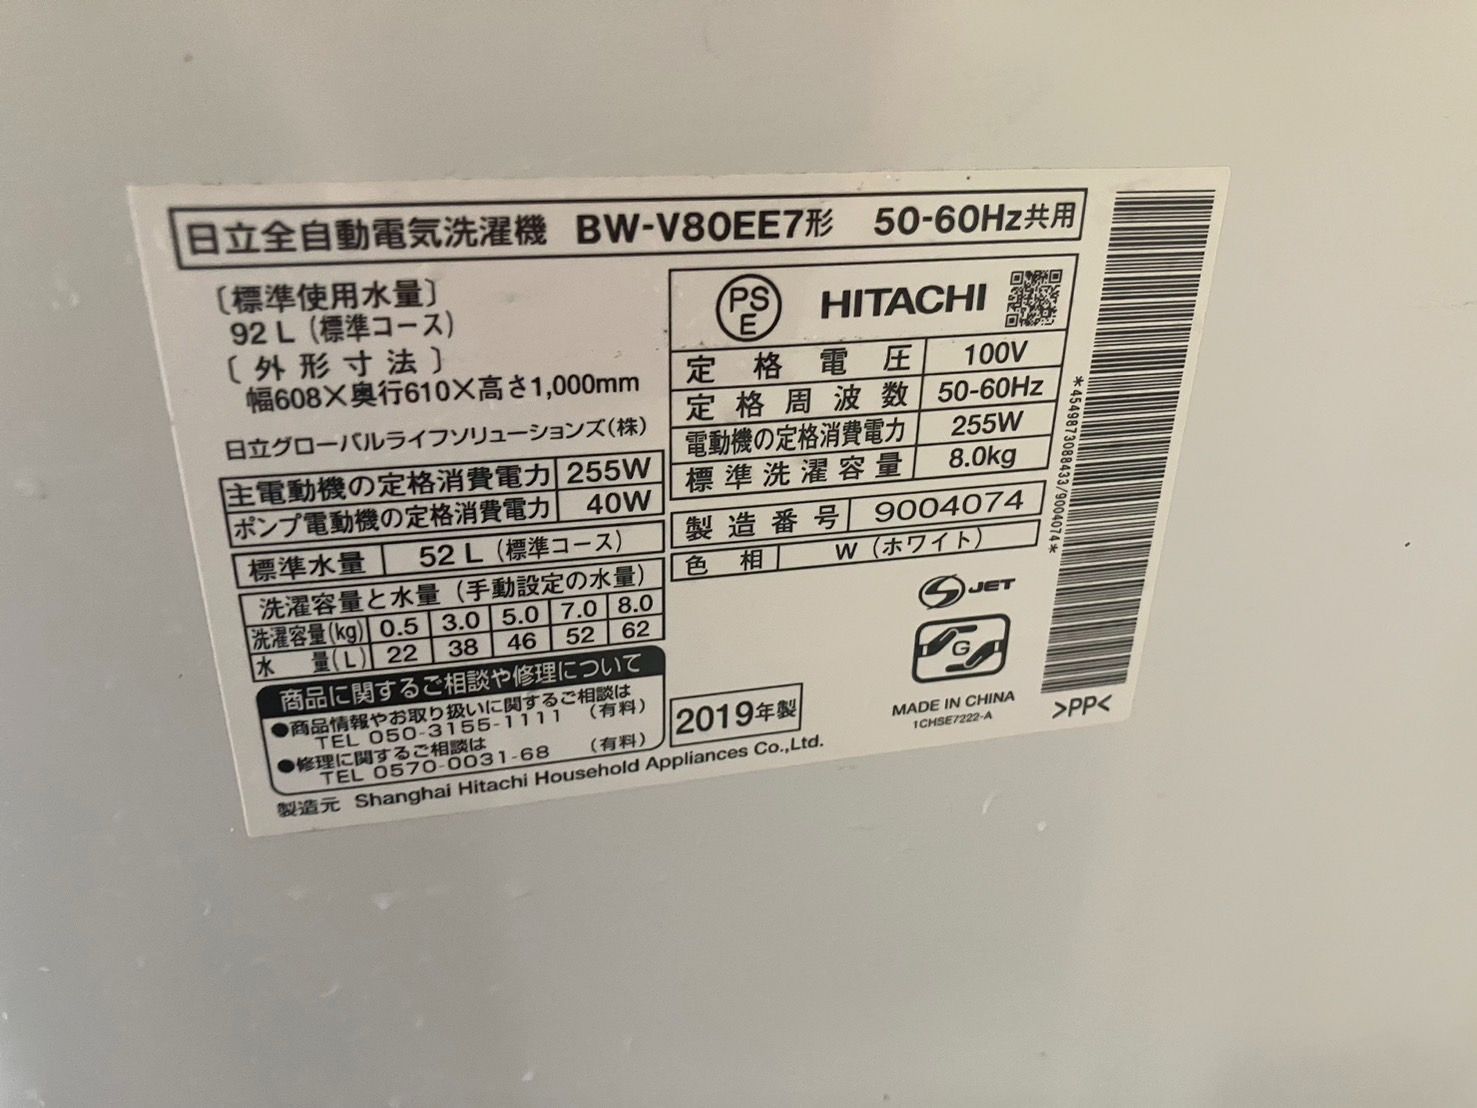 日立全自動電気洗濯機 BW-V80EE7形 50-60Hz共用
〔標準使用水量〕
92 L (標準コース)
〔外形寸法〕
幅608×奥行610×高さ1,000mm
日立グローバルライフソリューションズ(株)
主電動機の定格消費電力 255W
ポンプ電動機の定格消費電力 40W
標準水量 52 L (標準コース)
洗濯容量と水量 (手動設定の水量)
洗濯容量(kg) 0.5 3.0 5.0 7.0 8.0
水量(L) 22 38 46 52 62
商品に関するご相談や修理について
●商品情報やお取り扱いに関するご相談は
TEL 050-3155-1111 (有料)
●修理に関するご相談は
TEL 0570-0031-68 (有料)
製造元 Shanghai Hitachi Household Appliances Co.,Ltd.
PSE HITACHI
定格電圧 100V
定格周波数 50-60Hz
電動機の定格消費電力 255W
標準洗濯容量 8.0kg
製造番号 9004074
色相 W (ホワイト)
S JET
G
2019年製
MADE IN CHINA
1CHSE7222-A
>PP<
*4549873088433/9004074*